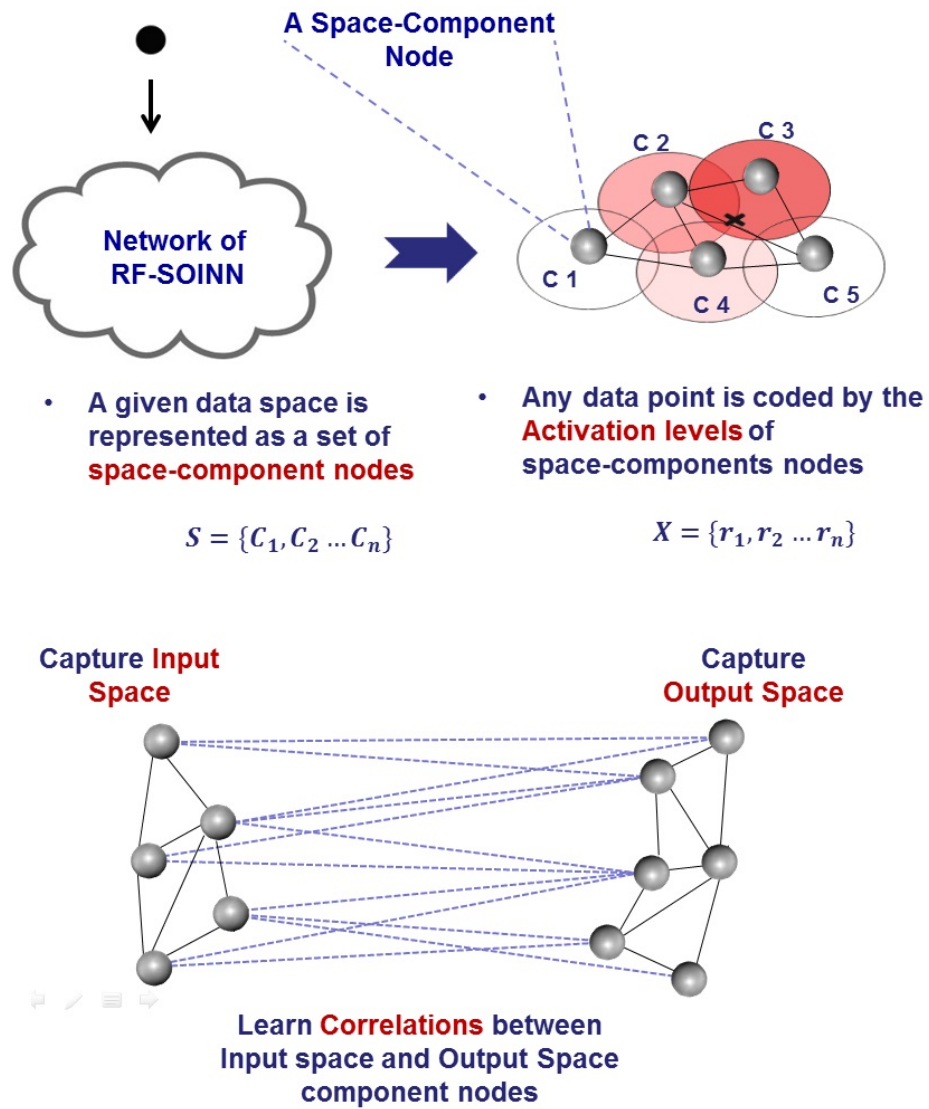 A Space-Component
Node
Network of
RF-SOINN
C 1
C 2
C 3
C 4
C 5
• A given data space is
represented as a set of
space-component nodes
S = {C₁, C₂ … Cₙ}
• Any data point is coded by the
Activation levels of
space-components nodes
X = {r₁, r₂ … rₙ}
Capture Input
Space
Capture
Output Space
Learn Correlations between
Input space and Output Space
component nodes